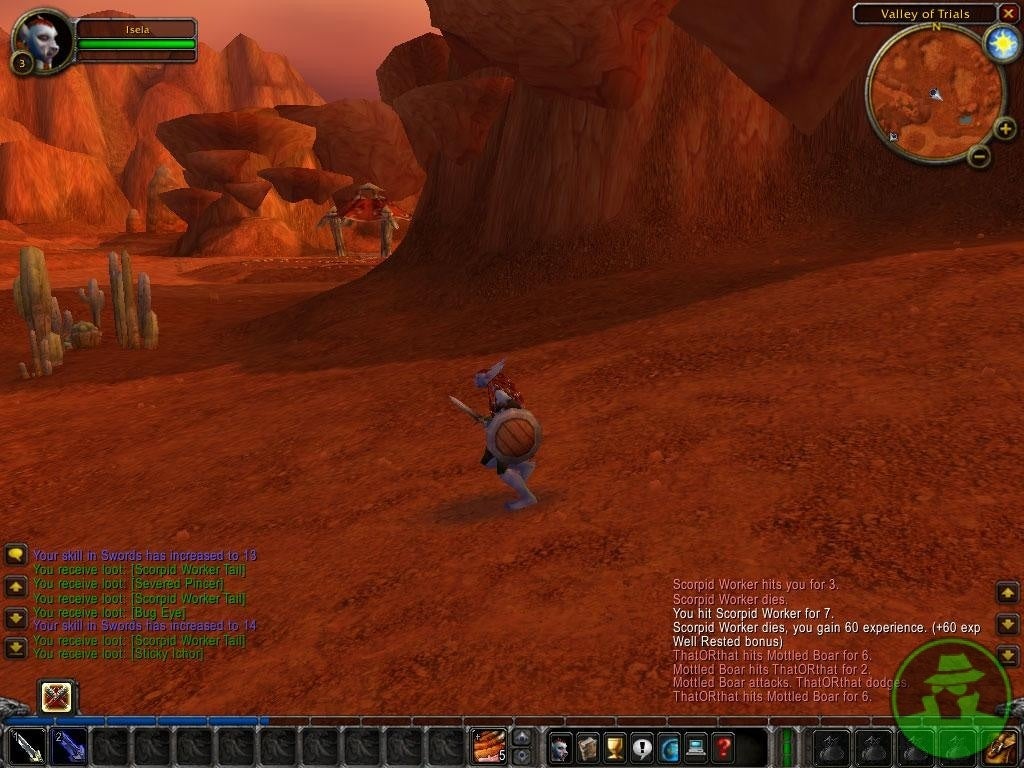 Iseia
3
Valley of Trials
N
Your skill in Swords has increased to 13
You receive loot: [Scorpid Worker Tail]
You receive loot: [Severed Pincer]
You receive loot: [Scorpid Worker Tail]
You receive loot: [Bug Eye]
Your skill in Swords has increased to 14
You receive loot: [Scorpid Worker Tail]
You receive loot: [Sticky Ichor]
Scorpid Worker hits you for 3.
Scorpid Worker dies.
You hit Scorpid Worker for 7.
Scorpid Worker dies, you gain 60 experience. (+60 exp
Well Rested bonus)
ThatORthat hits Mottled Boar for 6.
Mottled Boar hits ThatORthat for 2.
Mottled Boar attacks. ThatORthat dodges.
ThatORthat hits Mottled Boar for 6.
1
2
5